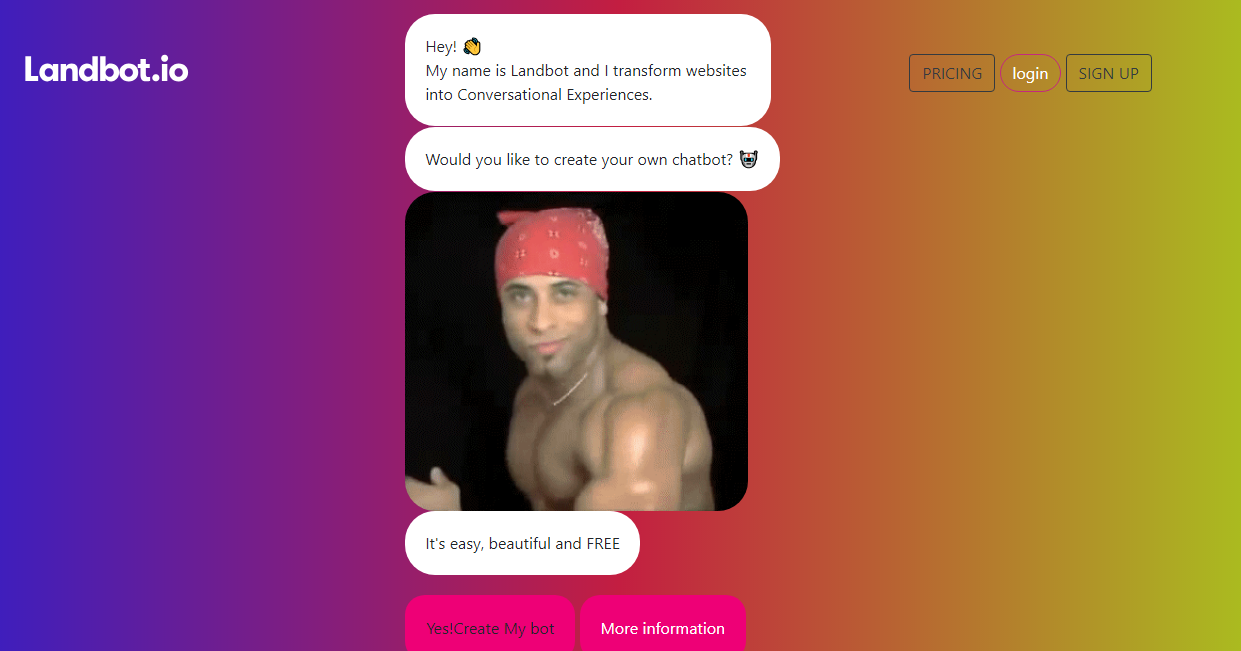 Landbot.io
PRICING
login
SIGN UP
Hey! 👏
My name is Landbot and I transform websites
into Conversational Experiences.
Would you like to create your own chatbot? 🤖
It's easy, beautiful and FREE
Yes!Create My bot
More information